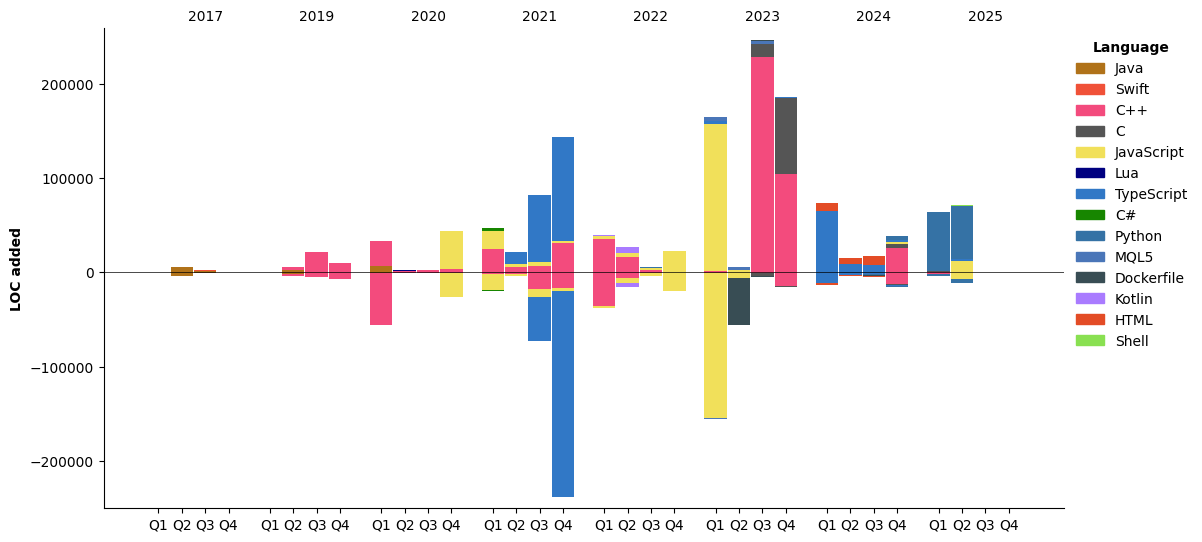 2017 2019 2020 2021 2022 2023 2024 2025
Language
Java
Swift
C++
C
JavaScript
Lua
TypeScript
C#
Python
MQL5
Dockerfile
Kotlin
HTML
Shell
LOC added
200000
100000
0
−100000
−200000
Q1 Q2 Q3 Q4 Q1 Q2 Q3 Q4 Q1 Q2 Q3 Q4 Q1 Q2 Q3 Q4 Q1 Q2 Q3 Q4 Q1 Q2 Q3 Q4 Q1 Q2 Q3 Q4 Q1 Q2 Q3 Q4